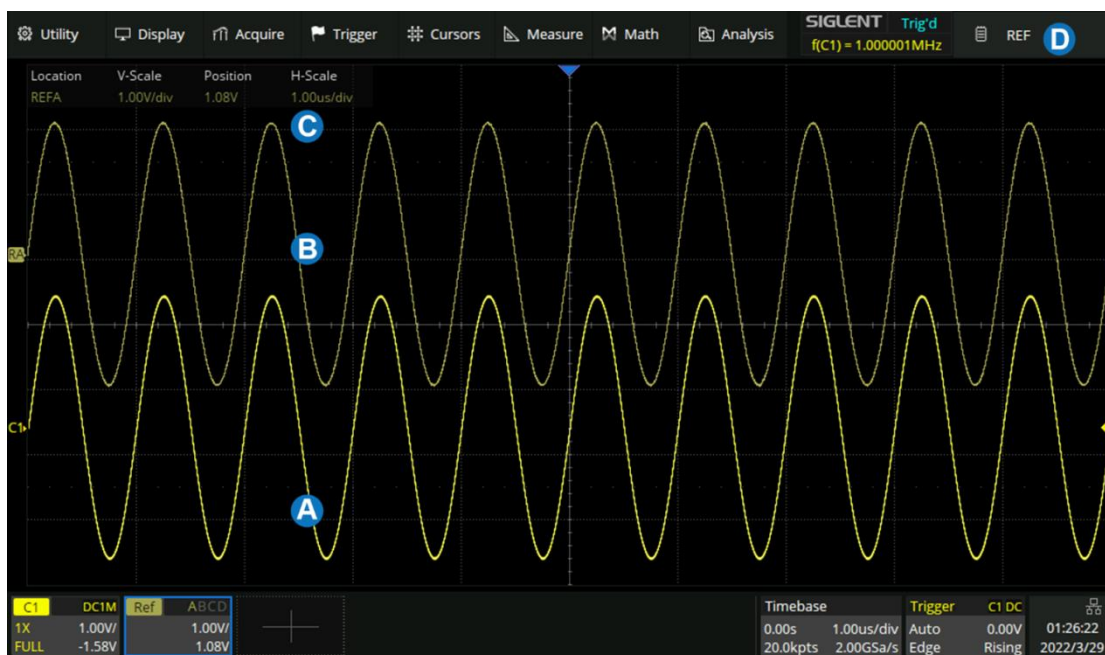 Utility Display Acquire Trigger Cursors Measure Math Analysis
SIGLENT Trig'd
f(C1) = 1.000001MHz
REF D
Location V-Scale Position H-Scale
REFA 1.00V/div 1.08V 1.00us/div
C
RA
B
C1
A
C1 DC1M
1X 1.00V/
FULL -1.58V
Ref ABCD
1.00V/
1.08V
Timebase
0.00s 1.00us/div
20.0kpts 2.00GSa/s
Trigger C1 DC
Auto 0.00V
Edge Rising
01:26:22
2022/3/29